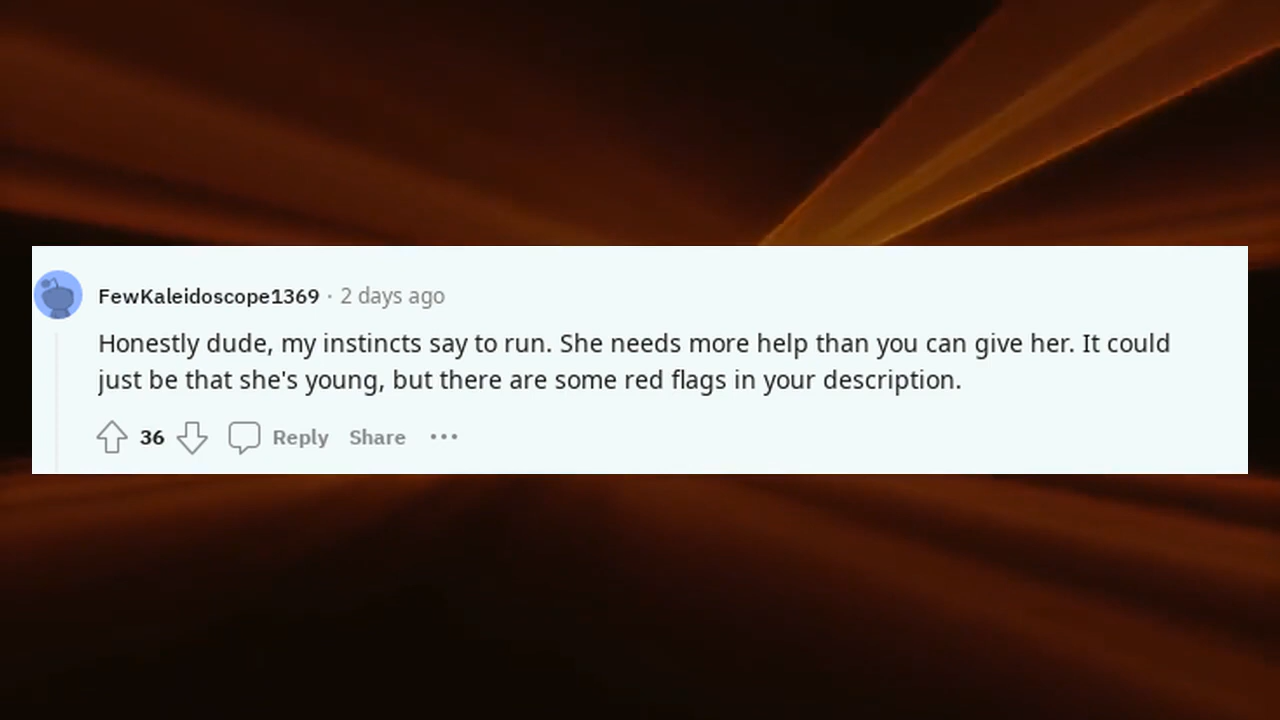 FewKaleidoscope1369 · 2 days ago
Honestly dude, my instincts say to run. She needs more help than you can give her. It could
just be that she's young, but there are some red flags in your description.
36 Reply Share ···